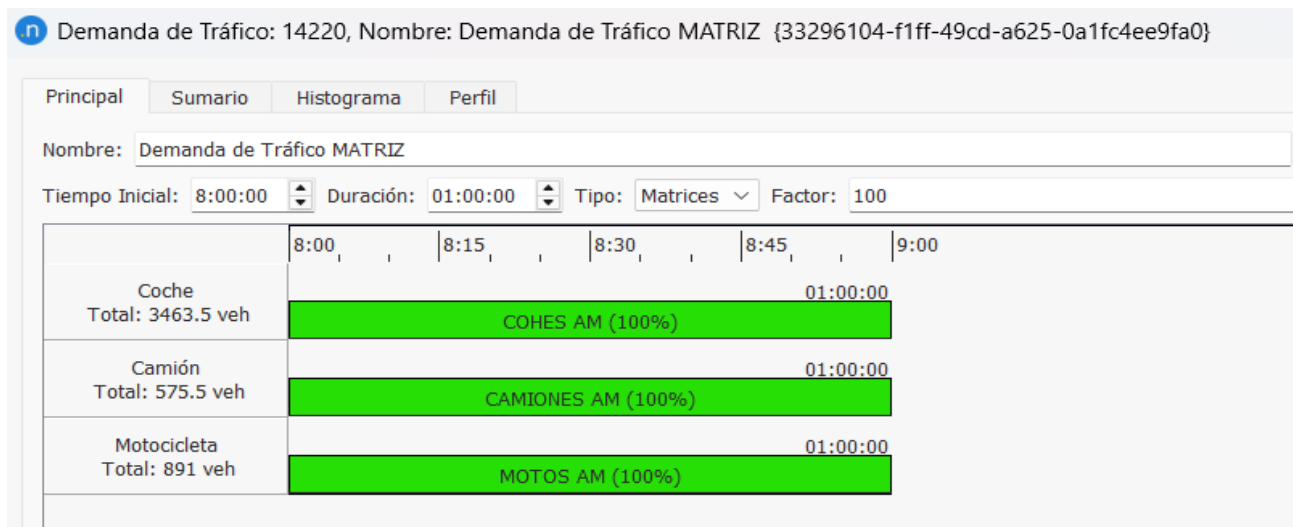 .n Demanda de Tráfico: 14220, Nombre: Demanda de Tráfico MATRIZ {33296104-f1ff-49cd-a625-0a1fc4ee9fa0}
Principal Sumario Histograma Perfil
Nombre: Demanda de Tráfico MATRIZ
Tiempo Inicial: 8:00:00 Duración: 01:00:00 Tipo: Matrices Factor: 100
8:00 8:15 8:30 8:45 9:00
Coche 01:00:00
Total: 3463.5 veh COHES AM (100%)
Camión 01:00:00
Total: 575.5 veh CAMIONES AM (100%)
Motocicleta 01:00:00
Total: 891 veh MOTOS AM (100%)